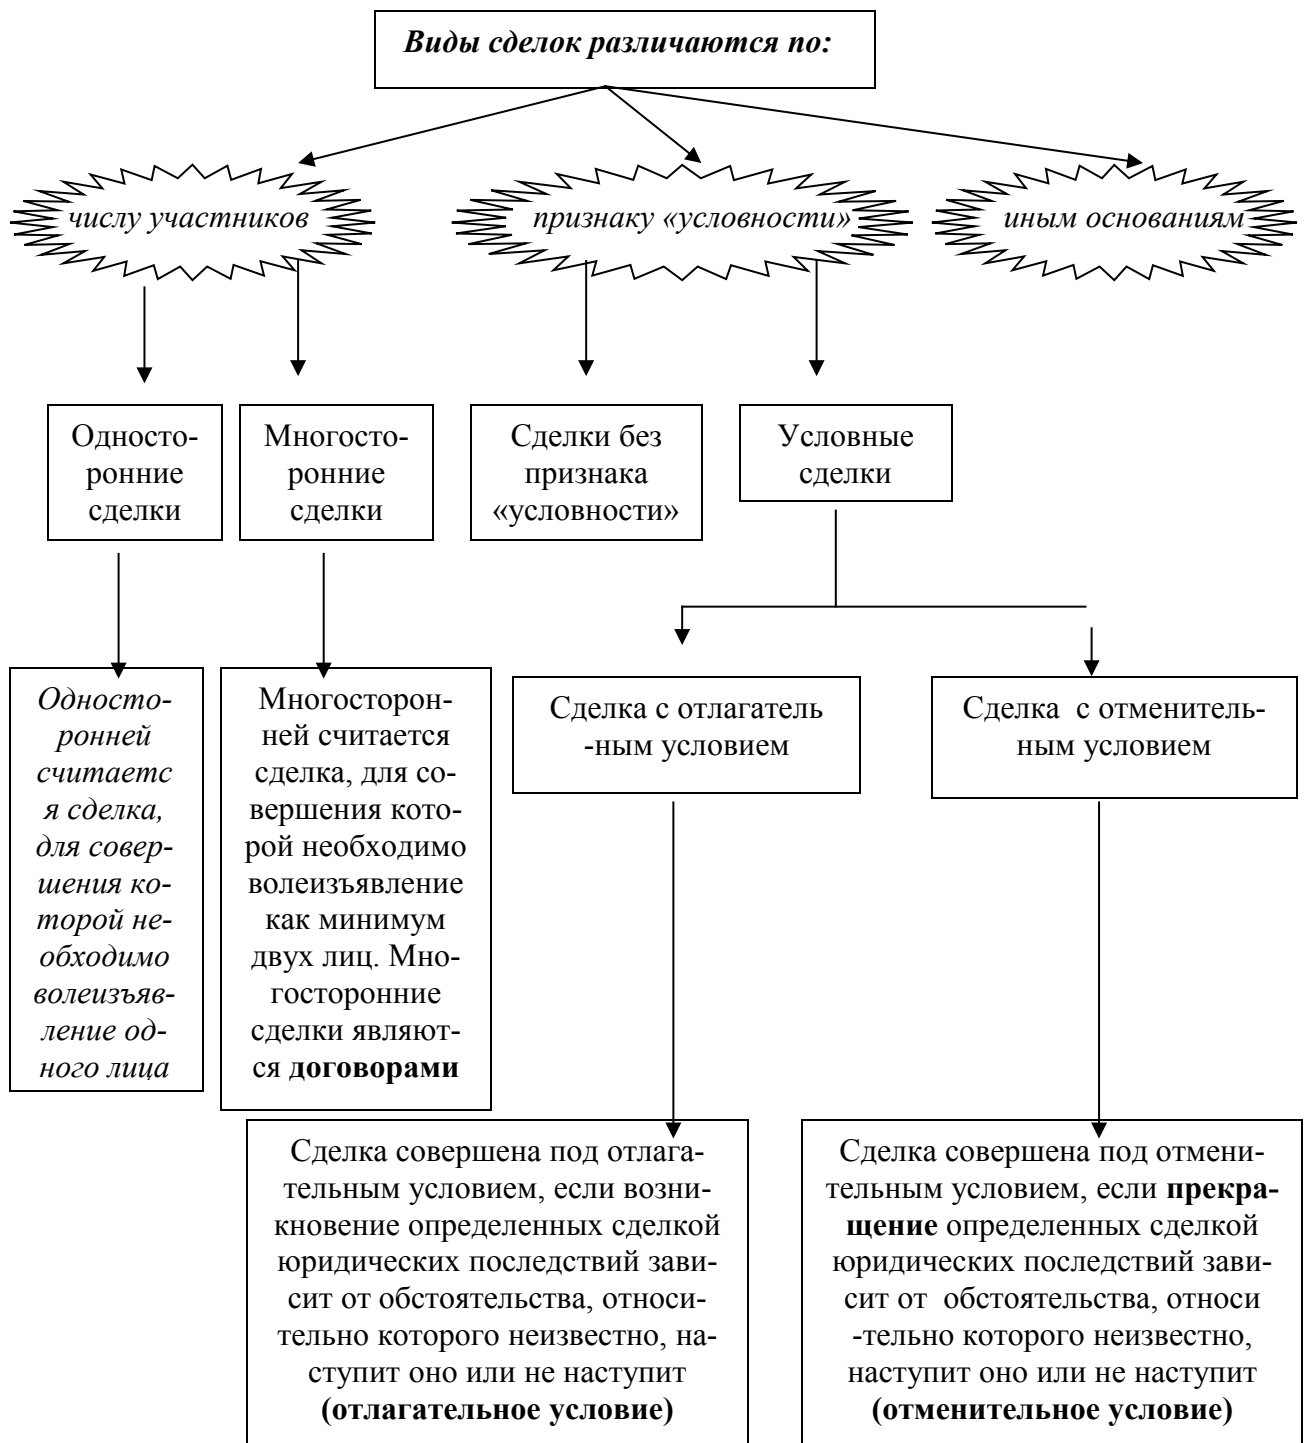 Виды сделок различаются по:
числу участников
признаку «условности»
иным основаниям
Односто-
ронние
сделки
Многосто-
ронние
сделки
Сделки без
признака
«условности»
Условные
сделки
Односто-
ронней
считаетс
я сделка,
для совер-
шения ко-
торой не-
обходимо
волеизъяв-
ление од-
ного лица
Многосторон-
ней считается
сделка, для со-
вершения кото-
рой необходимо
волеизъявление
как минимум
двух лиц. Мно-
госторонние
сделки являют-
ся договорами
Сделка с отлагатель
-ным условием
Сделка с отменитель-
ным условием
Сделка совершена под отлага-
тельным условием, если возни-
кновение определенных сделкой
юридических последствий зави-
сит от обстоятельства, относи-
тельно которого неизвестно, на-
ступит оно или не наступит
(отлагательное условие)
Сделка совершена под отмени-
тельным условием, если прекра-
щение определенных сделкой
юридических последствий зави-
сит от обстоятельства, относи
-тельно которого неизвестно,
наступит оно или не наступит
(отменительное условие)